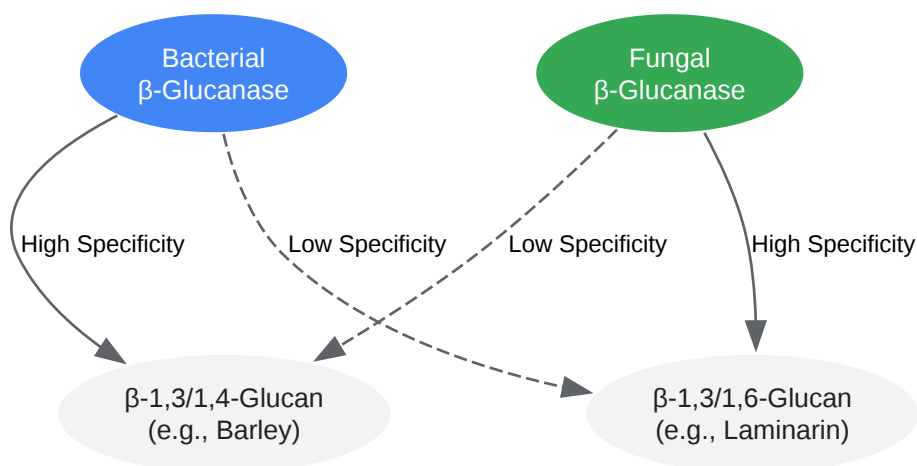 Bacterial
β-Glucanase
Fungal
β-Glucanase
High Specificity
Low Specificity
Low Specificity
High Specificity
β-1,3/1,4-Glucan
(e.g., Barley)
β-1,3/1,6-Glucan
(e.g., Laminarin)